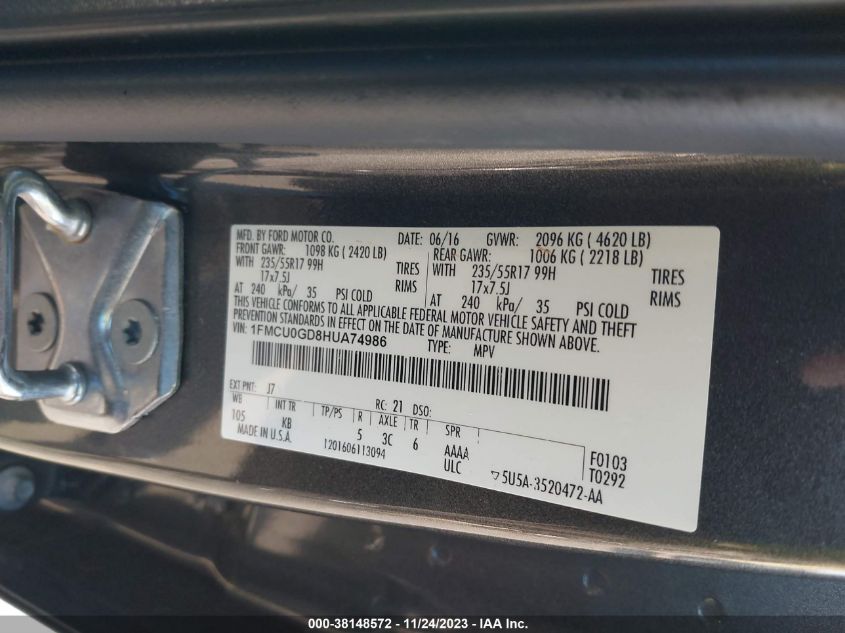 MFD. BY FORD MOTOR CO. DATE: 06/16 GVWR: 2096 KG ( 4620 LB)
FRONT GAWR: 1098 KG ( 2420 LB) REAR GAWR: 1006 KG ( 2218 LB)
WITH 235/55R17 99H TIRES WITH 235/55R17 99H TIRES
17x7.5J RIMS 17x7.5J RIMS
AT 240 kPa/ 35 PSI COLD AT 240 kPa/ 35 PSI COLD
THIS VEHICLE CONFORMS TO ALL APPLICABLE FEDERAL MOTOR VEHICLE SAFETY AND THEFT
PREVENTION STANDARDS IN EFFECT ON THE DATE OF MANUFACTURE SHOWN ABOVE.
VIN: 1FMCU0GD8HUA74986 TYPE: MPV
EXT PNT: J7 RC: 21 DSO:
WB INT TR TP/PS R AXLE TR SPR
105 KB 5 3C 6 AAAA F0103
MADE IN U.S.A. 1201606113094 ULC T0292
5U5A-3520472-AA
000-38148572 - 11/24/2023 - IAA Inc.